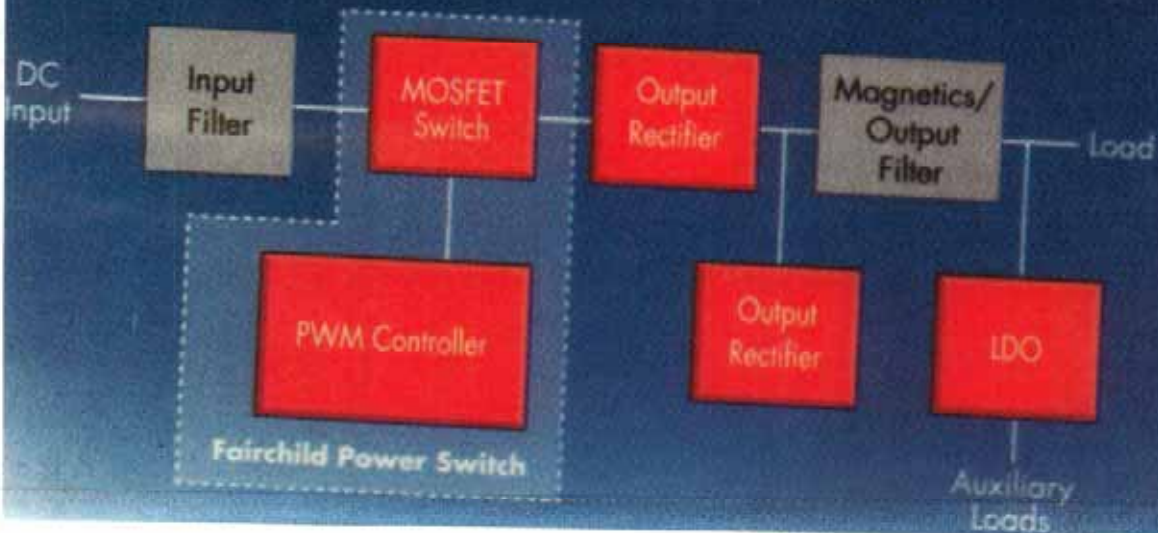 DC
Input
Input
Filter
MOSFET
Switch
Output
Rectifier
Magnetics/
Output
Filter
Load
PWM Controller
Output
Rectifier
LDO
Fairchild Power Switch
Auxiliary
Loads